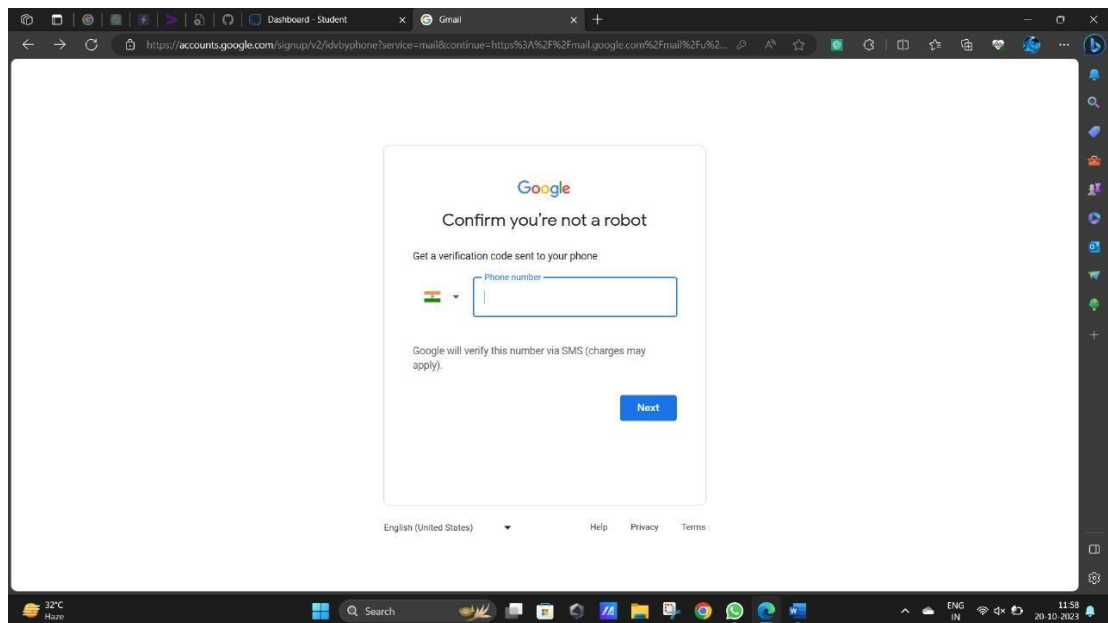 Dashboard - Student
Gmail
https://accounts.google.com/signup/v2/idvbyphone?service=mail&continue=https%3A%2F%2Fmail.google.com%2Fmail%2Fu%2...
Google
Confirm you're not a robot
Get a verification code sent to your phone
Phone number
Google will verify this number via SMS (charges may
apply).
Next
English (United States)
Help Privacy Terms
32°C
Haze
Search
ENG
IN
11:58
20-10-2023